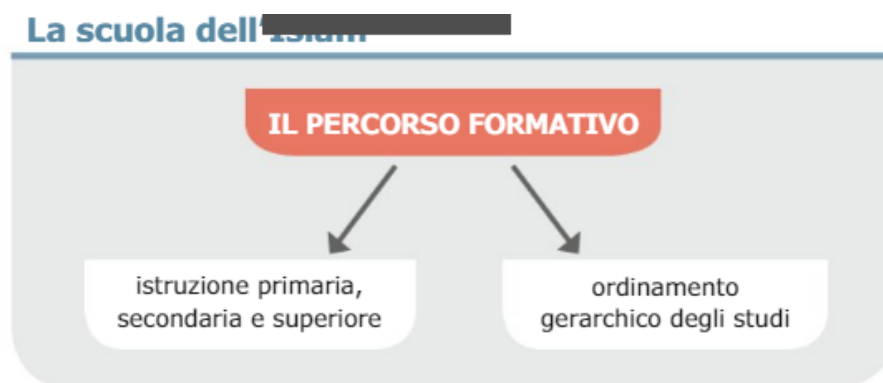 La scuola dell'
IL PERCORSO FORMATIVO
istruzione primaria,
secondaria e superiore
ordinamento
gerarchico degli studi